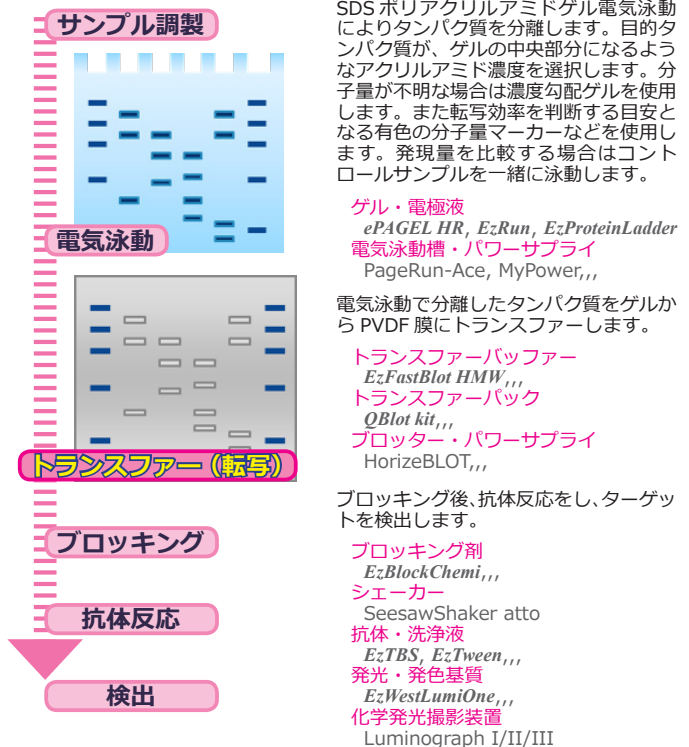 サンプル調製
電気泳動
トランスファー（転写）
ブロッキング
抗体反応
検出
SDS ポリアクリルアミドゲル電気泳動
によりタンパク質を分離します。目的タ
ンパク質が、ゲルの中央部分になるよう
なアクリルアミド濃度を選択します。分
子量が不明な場合は濃度勾配ゲルを使用
します。また転写効率を判断する目安と
なる有色の分子量マーカーなどを使用し
ます。発現量を比較する場合はコント
ロールサンプルを一緒に泳動します。
ゲル・電極液
ePAGEL HR, EzRun, EzProteinLadder
電気泳動槽・パワーサプライ
PageRun-Ace, MyPower,,,
電気泳動で分離したタンパク質をゲルか
ら PVDF 膜にトランスファーします。
トランスファーバッファー
EzFastBlot HMW,,,
トランスファーパック
QBlot kit,,,
ブロッター・パワーサプライ
HorizeBLOT,,,
ブロッキング後、抗体反応をし、ターゲッ
トを検出します。
ブロッキング剤
EzBlockChemi,,,
シェーカー
SeesawShaker atto
抗体・洗浄液
EzTBS, EzTween,,,
発光・発色基質
EzWestLumiOne,,,
化学発光撮影装置
Luminograph I/II/III